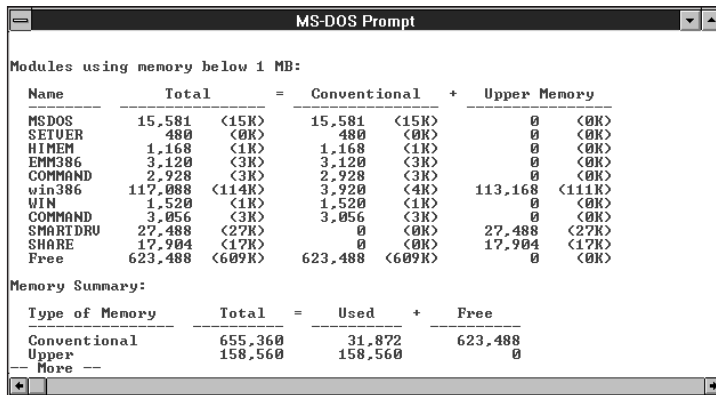 MS-DOS Prompt
Modules using memory below 1 MB:
Name Total = Conventional + Upper Memory
-------- ---------------- ---------------- ----------------
MSDOS 15,581 (15K) 15,581 (15K) 0 (0K)
SETVER 480 (0K) 480 (0K) 0 (0K)
HIMEM 1,168 (1K) 1,168 (1K) 0 (0K)
EMM386 3,120 (3K) 3,120 (3K) 0 (0K)
COMMAND 2,928 (3K) 2,928 (3K) 0 (0K)
win386 117,088 (114K) 3,920 (4K) 113,168 (111K)
WIN 1,520 (1K) 1,520 (1K) 0 (0K)
COMMAND 3,056 (3K) 3,056 (3K) 0 (0K)
SMARTDRV 27,488 (27K) 0 (0K) 27,488 (27K)
SHARE 17,904 (17K) 0 (0K) 17,904 (17K)
Free 623,488 (609K) 623,488 (609K) 0 (0K)
Memory Summary:
Type of Memory Total = Used + Free
---------------- ---------- ---------- ----------
Conventional 655,360 31,872 623,488
Upper 158,560 158,560 0
-- More --